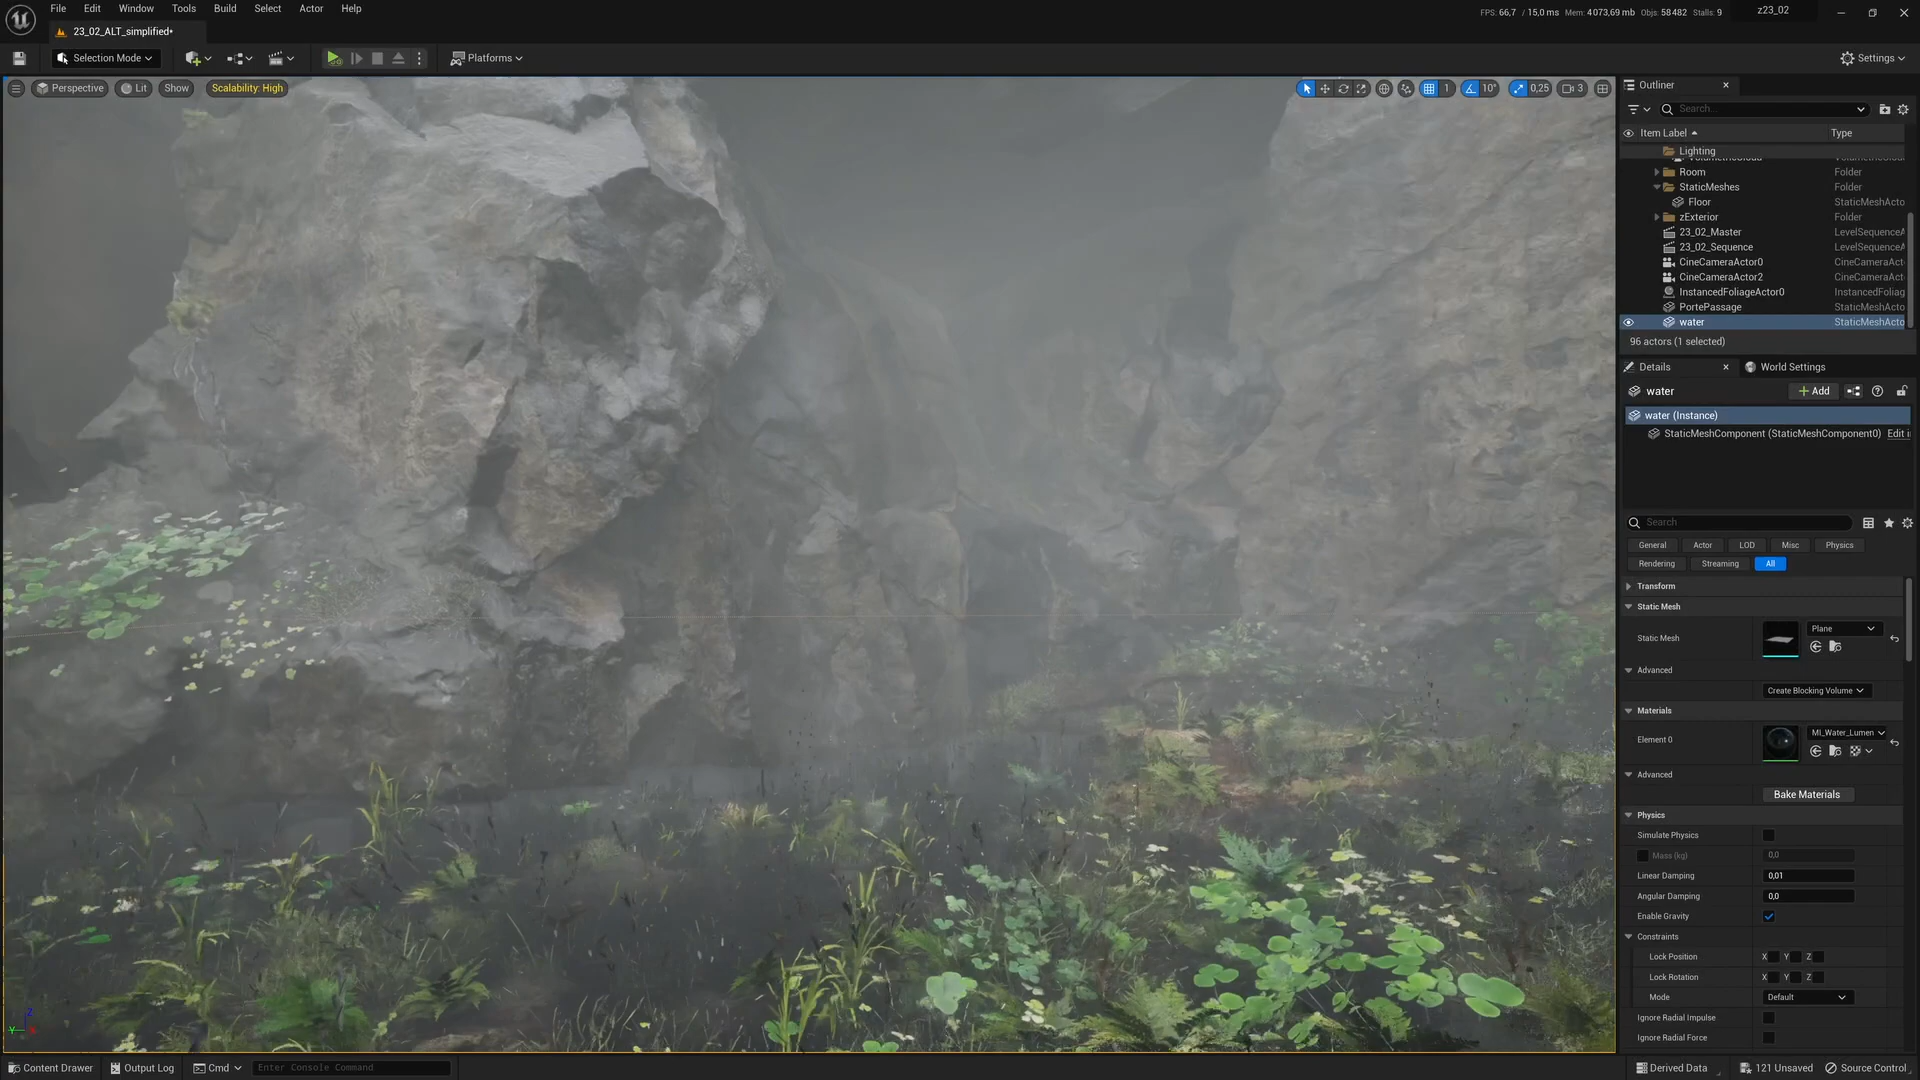 File Edit Window Tools Build Select Actor Help
FPS: 66,7 / 15,0 ms Mem: 4 073,69 mb Objs: 58 482 Stalls: 9 z23_02
23_02_ALT_simplified*
Selection Mode Platforms Settings
Perspective Lit Show Scalability: High 1 10° 0,25 3
Outliner
Search...
Item Label Type
Lighting
Room Folder
StaticMeshes Folder
Floor StaticMeshActo
zExterior Folder
23_02_Master LevelSequenceA
23_02_Sequence LevelSequenceA
CineCameraActor0 CineCameraAct
CineCameraActor2 CineCameraAct
InstancedFoliageActor0 InstancedFoliag
PortePassage StaticMeshActo
water StaticMeshActo
96 actors (1 selected)
Details World Settings
water Add
water (Instance)
StaticMeshComponent (StaticMeshComponent0) Edit i
Search
General Actor LOD Misc Physics
Rendering Streaming All
Transform
Static Mesh
Static Mesh Plane
Advanced
Create Blocking Volume
Materials
Element 0 MI_Water_Lumen
Advanced
Bake Materials
Physics
Simulate Physics
Mass (kg) 0,0
Linear Damping 0,01
Angular Damping 0,0
Enable Gravity
Constraints
Lock Position X Y Z
Lock Rotation X Y Z
Mode Default
Ignore Radial Impulse
Ignore Radial Force
Z
Y X
Content Drawer Output Log Cmd Enter Console Command Derived Data 121 Unsaved Source Control